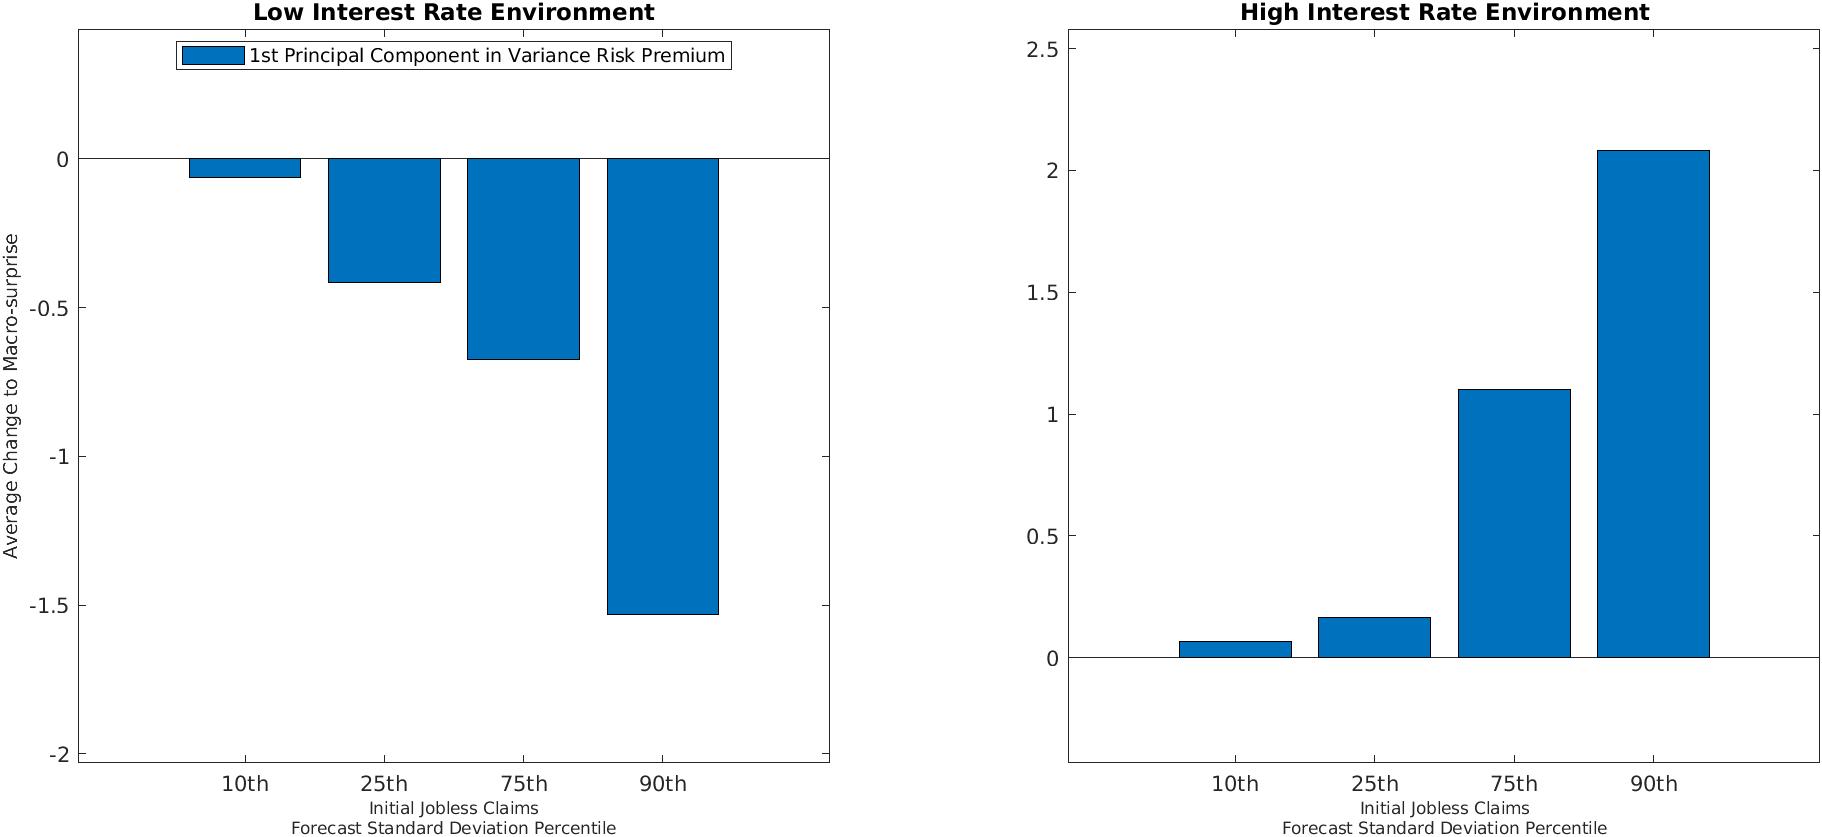 Low Interest Rate Environment
1st Principal Component in Variance Risk Premium
0
-0.5
-1
-1.5
-2
Average Change to Macro-surprise
10th 25th 75th 90th
Initial Jobless Claims
Forecast Standard Deviation Percentile
High Interest Rate Environment
2.5
2
1.5
1
0.5
0
10th 25th 75th 90th
Initial Jobless Claims
Forecast Standard Deviation Percentile